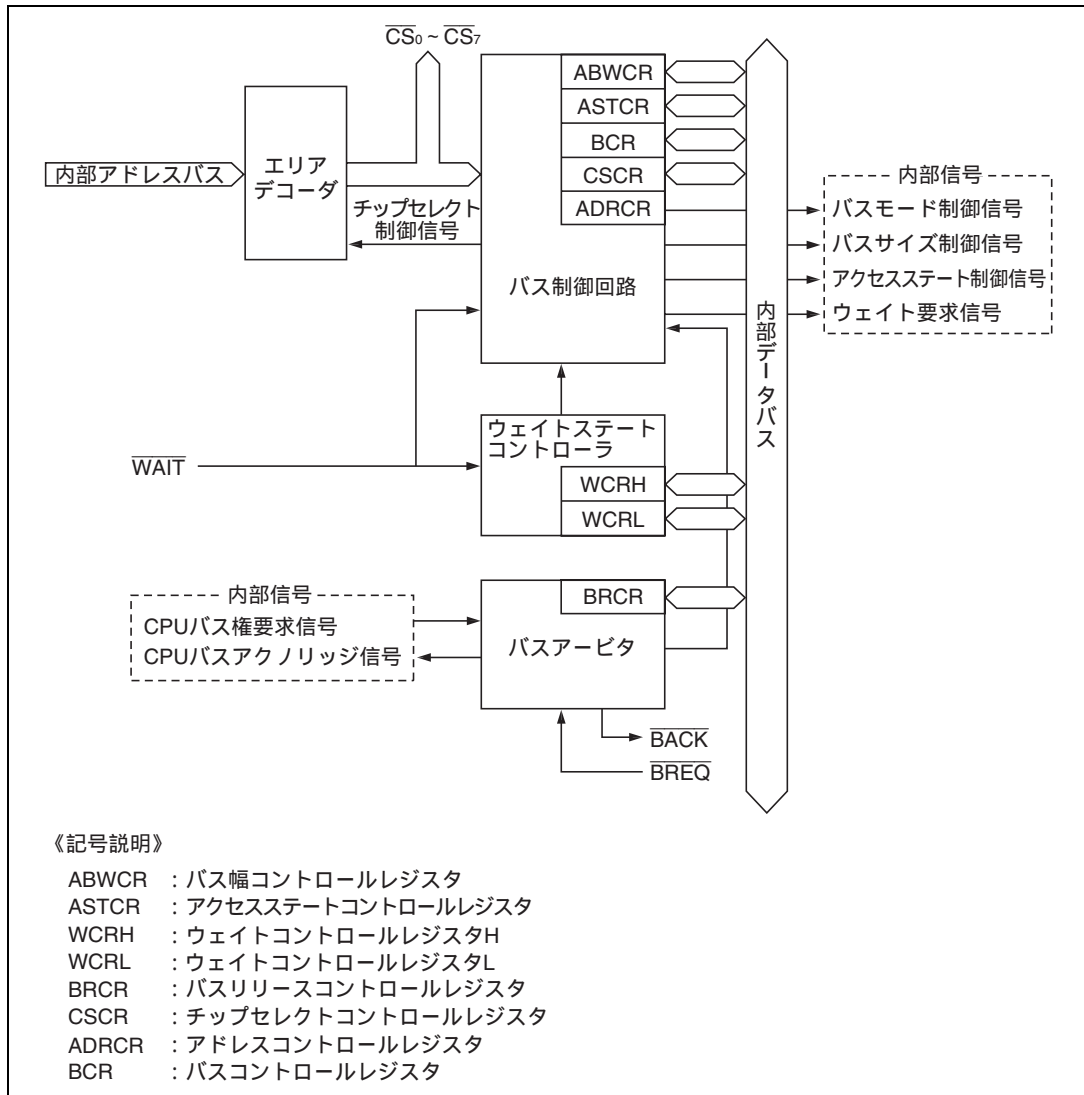 C̅S̅₀ ~ C̅S̅₇
ABWCR
ASTCR
BCR
CSCR
ADRCR
内部アドレスバス
エリア
デコーダ
チップセレクト
制御信号
バス制御回路
内部信号
バスモード制御信号
バスサイズ制御信号
アクセスステート制御信号
ウェイト要求信号
内部データバス
W̅A̅I̅T̅
ウェイトステート
コントローラ
WCRH
WCRL
内部信号
CPUバス権要求信号
CPUバスアクノリッジ信号
BRCR
バスアービタ
B̅A̅C̅K̅
B̅R̅E̅Q̅
《記号説明》
ABWCR :バス幅コントロールレジスタ
ASTCR :アクセスステートコントロールレジスタ
WCRH :ウェイトコントロールレジスタH
WCRL :ウェイトコントロールレジスタL
BRCR :バスリリースコントロールレジスタ
CSCR :チップセレクトコントロールレジスタ
ADRCR :アドレスコントロールレジスタ
BCR :バスコントロールレジスタ